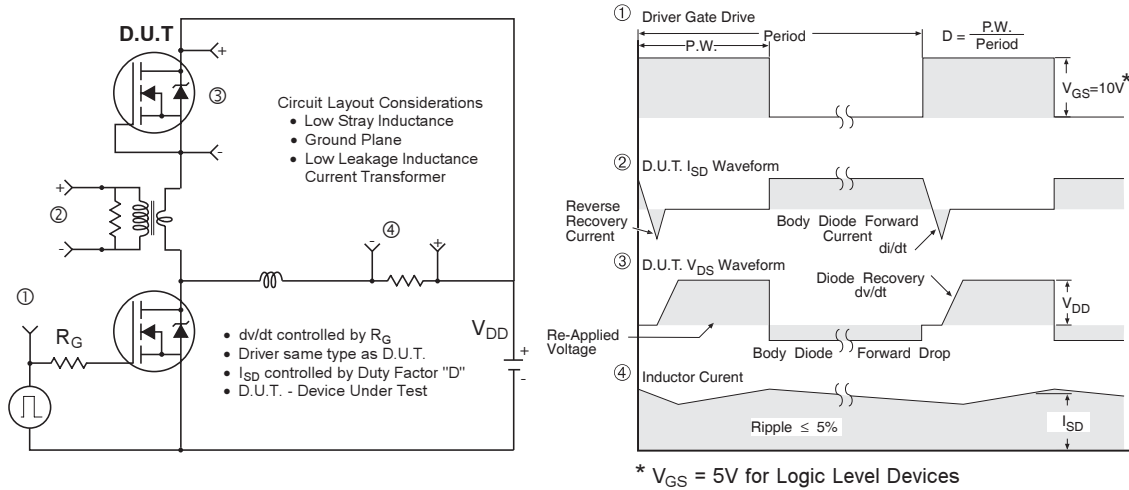 D.U.T
+
③
-
Circuit Layout Considerations
• Low Stray Inductance
• Ground Plane
• Low Leakage Inductance
Current Transformer
+
②
-
④
-
+
①
R_G
V_DD
+
-
• dv/dt controlled by R_G
• Driver same type as D.U.T.
• I_SD controlled by Duty Factor "D"
• D.U.T. - Device Under Test
① Driver Gate Drive
P.W.
Period
D = P.W. / Period
V_GS=10V*
② D.U.T. I_SD Waveform
Reverse
Recovery
Current
Body Diode Forward
Current
di/dt
③ D.U.T. V_DS Waveform
Diode Recovery
dv/dt
V_DD
Re-Applied
Voltage
Body Diode Forward Drop
④ Inductor Curent
Ripple ≤ 5%
I_SD
* V_GS = 5V for Logic Level Devices